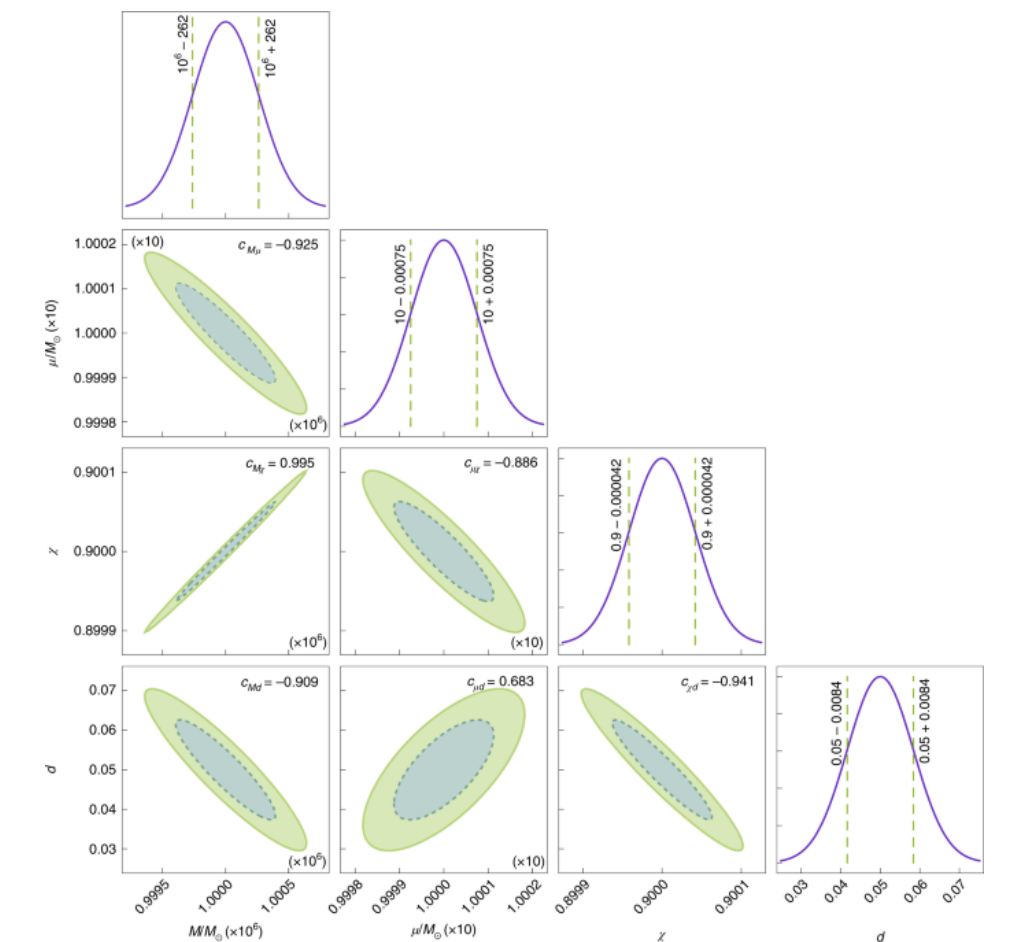 10⁶ − 262
10⁶ + 262
1.0002
(×10)
c_Mμ = −0.925
10 − 0.00075
10 + 0.00075
1.0001
μ/M⊙ (×10)
1.0000
0.9999
0.9998
(×10⁶)
c_Mχ = 0.995
c_μχ = −0.886
0.9 − 0.000042
0.9 + 0.000042
0.9001
χ
0.9000
0.8999
(×10⁶)
(×10)
c_Md = −0.909
c_μd = 0.683
c_χd = −0.941
0.05 − 0.0084
0.05 + 0.0084
0.07
0.06
d
0.05
0.04
0.03
(×10⁶)
(×10)
0.9995 1.0000 1.0005
0.9998 0.9999 1.0000 1.0001 1.0002
0.8999 0.9000 0.9001
0.03 0.04 0.05 0.06 0.07
M/M⊙ (×10⁶)
μ/M⊙ (×10)
χ
d